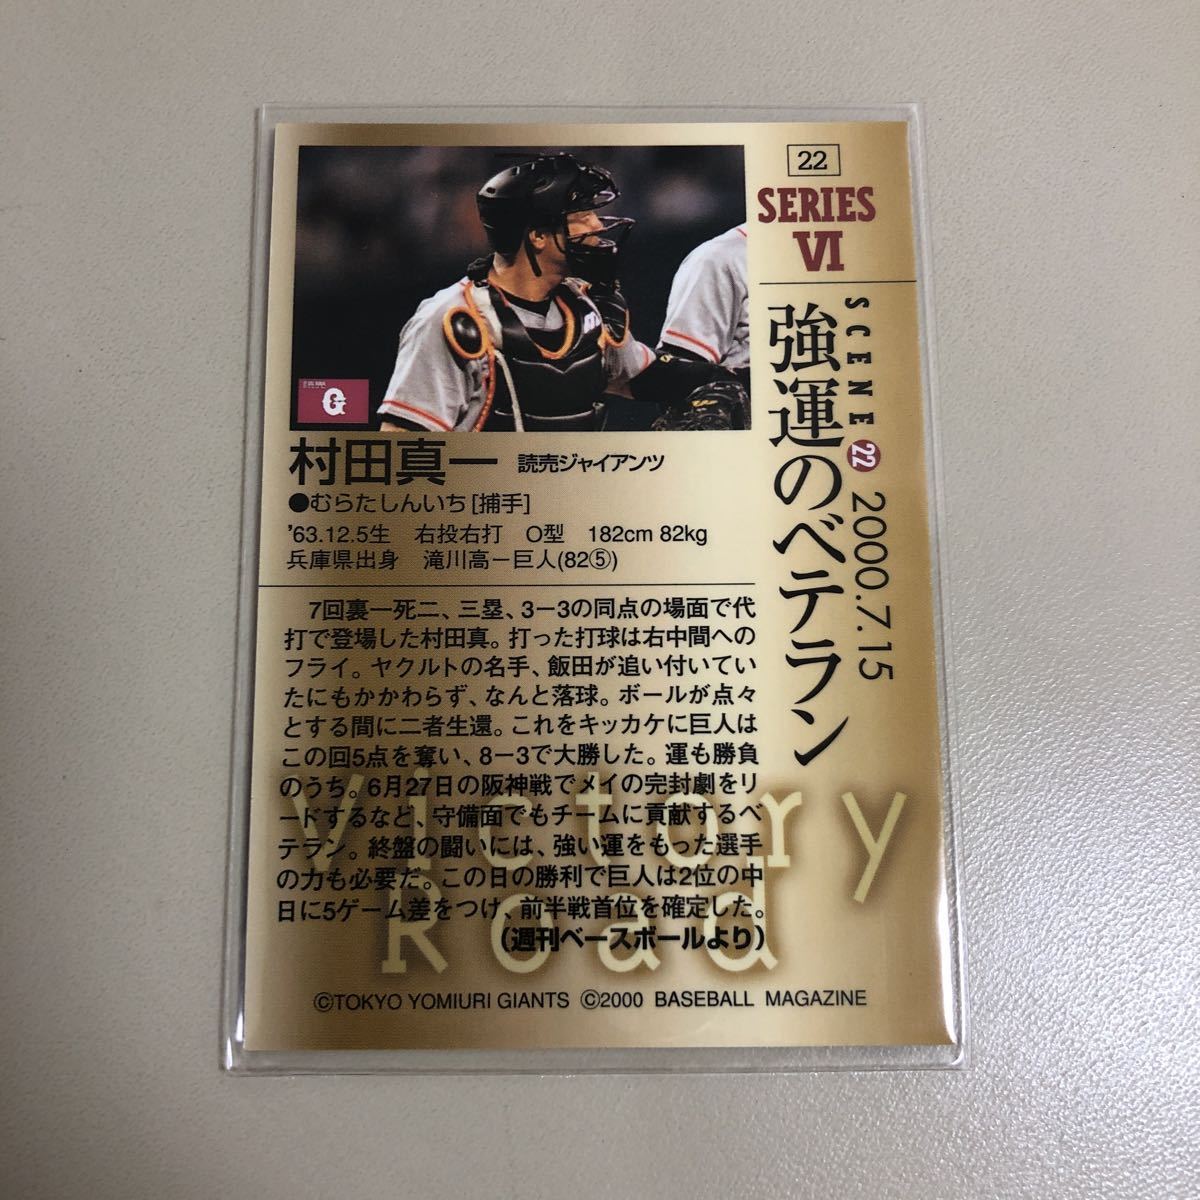 22
SERIES
VI
SCENE 22 2000.7.15
強運のベテラン
G
村田真一 読売ジャイアンツ
●むらたしんいち[捕手]
'63.12.5生 右投右打 O型 182cm 82kg
兵庫県出身 滝川高－巨人(82⑤)
7回裏一死二、三塁、3－3の同点の場面で代
打で登場した村田真。打った打球は右中間への
フライ。ヤクルトの名手、飯田が追い付いてい
たにもかかわらず、なんと落球。ボールが点々
とする間に二者生還。これをキッカケに巨人は
この回5点を奪い、8－3で大勝した。運も勝負
のうち。6月27日の阪神戦でメイの完封劇をリ
ードするなど、守備面でもチームに貢献するベ
テラン。終盤の闘いには、強い運をもった選手
の力も必要だ。この日の勝利で巨人は2位の中
日に5ゲーム差をつけ、前半戦首位を確定した。
（週刊ベースボールより）
Victory
Road
©TOKYO YOMIURI GIANTS ©2000 BASEBALL MAGAZINE